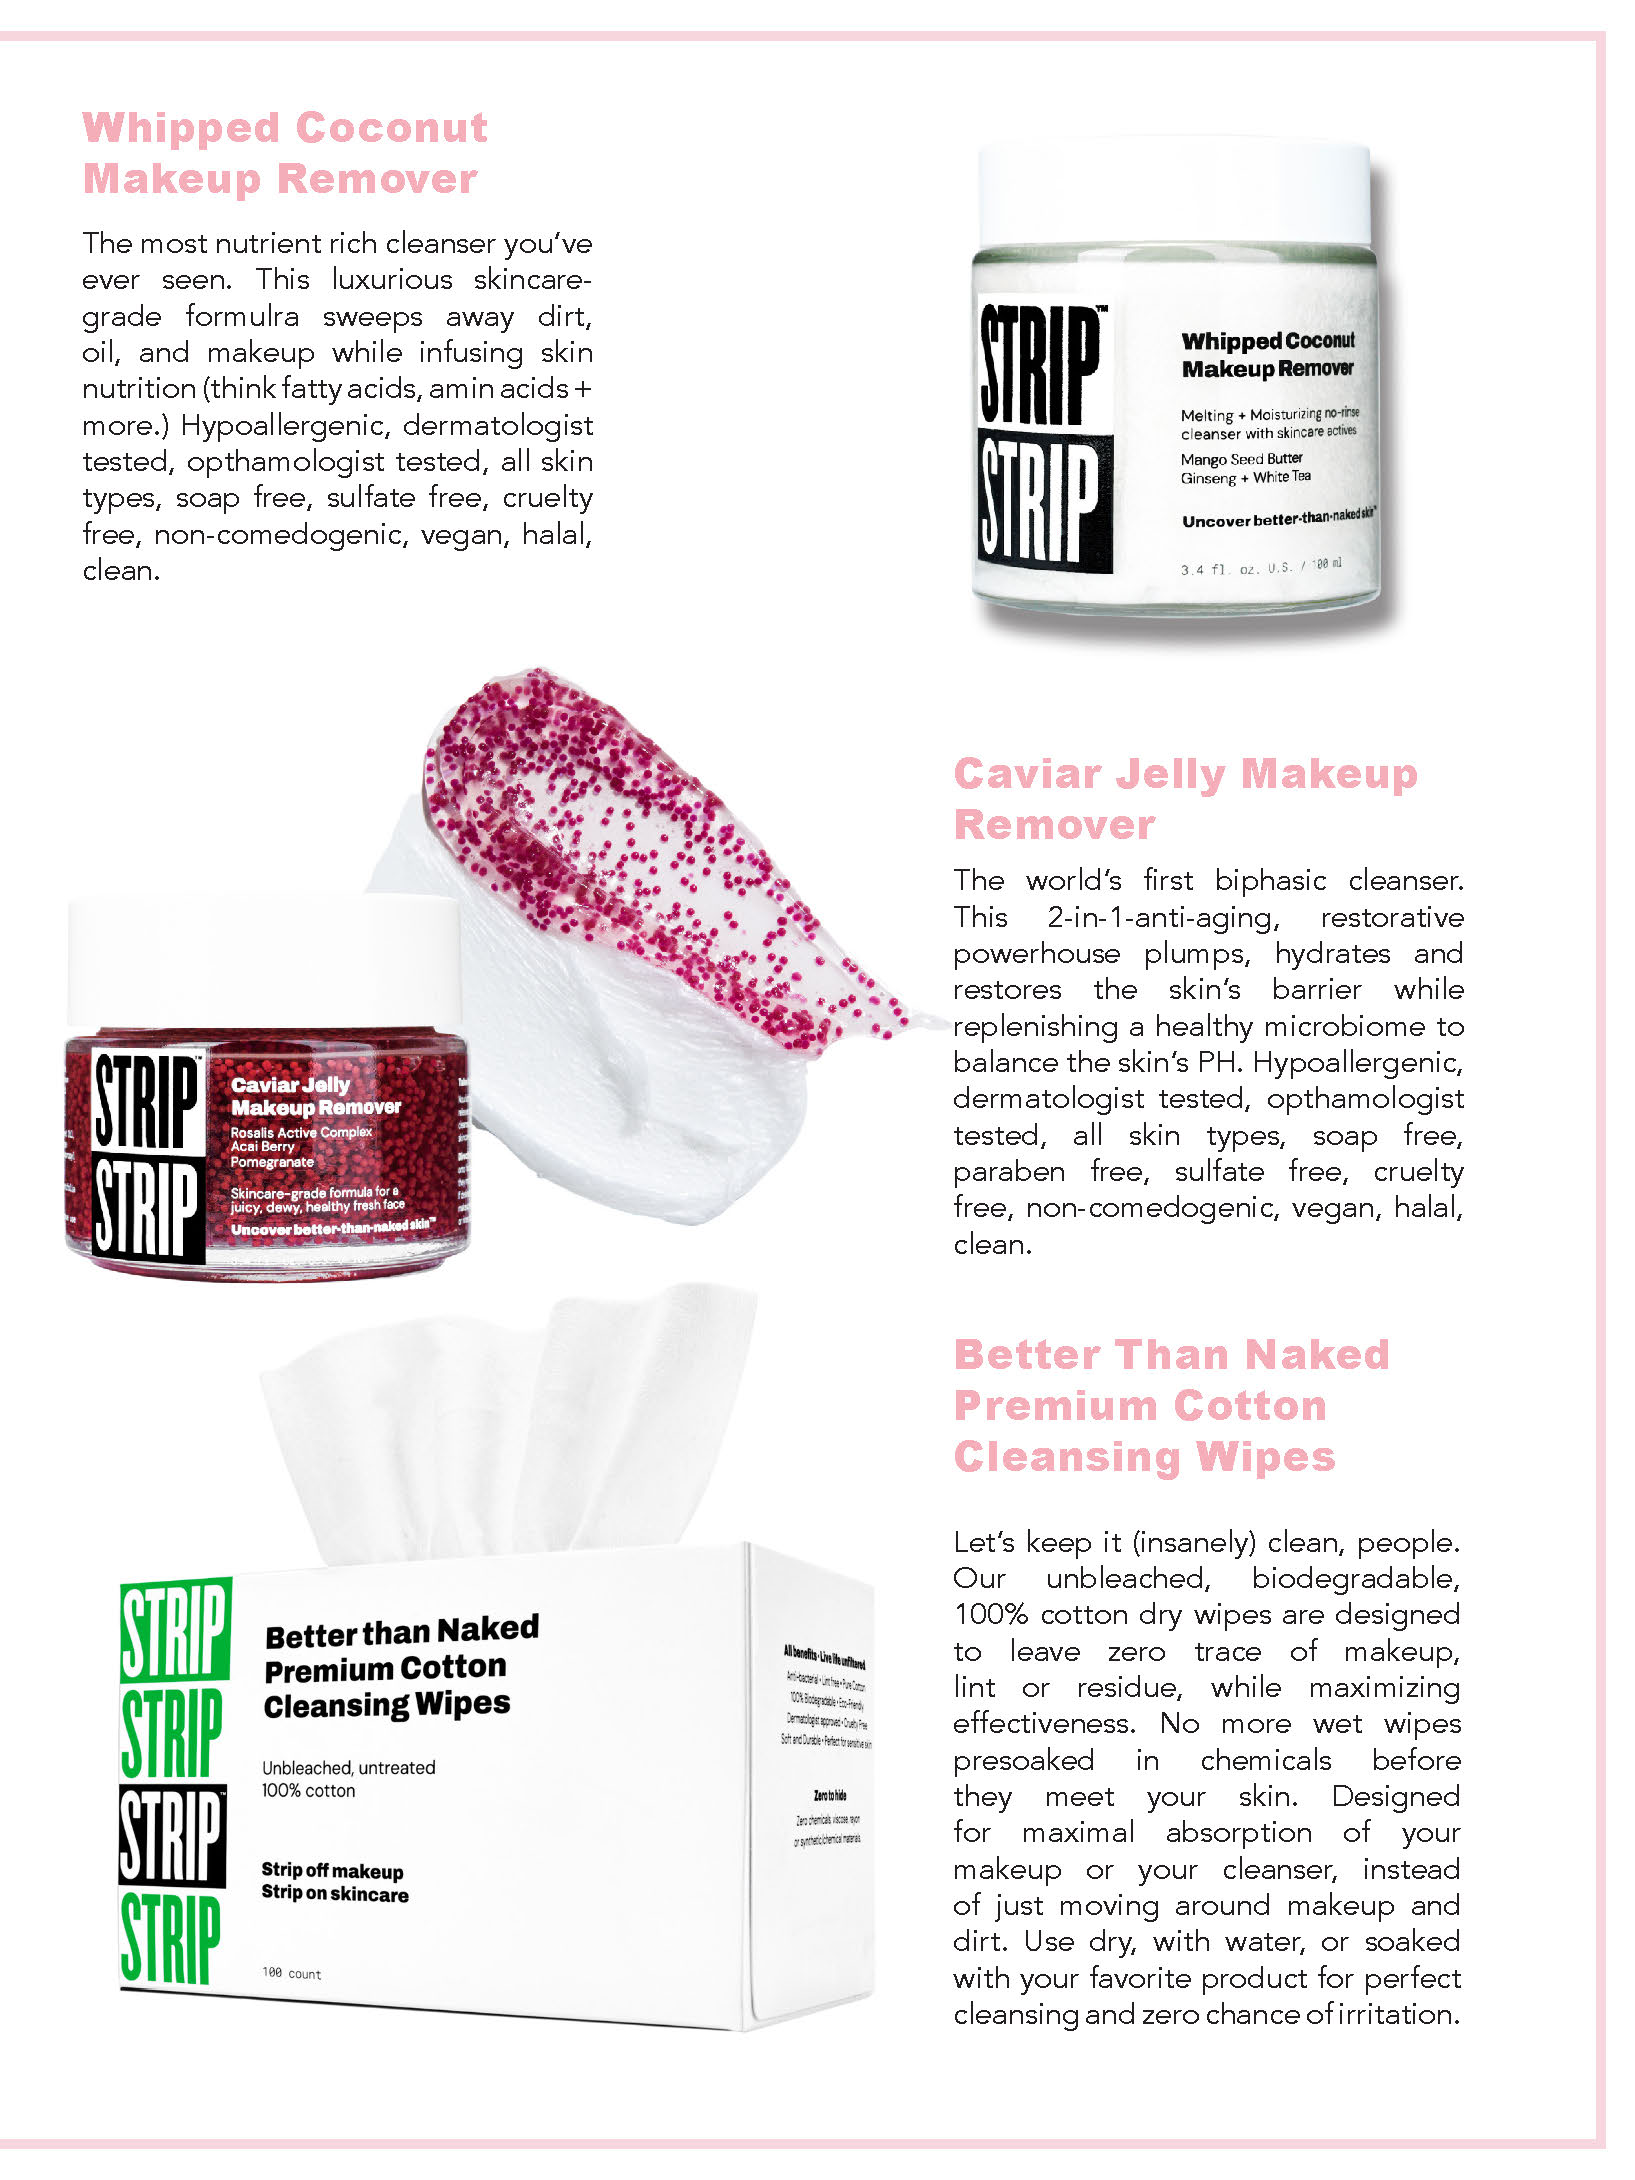 Whipped Coconut
Makeup Remover
The most nutrient rich cleanser you've
ever seen. This luxurious skincare-
grade formulra sweeps away dirt,
oil, and makeup while infusing skin
nutrition (think fatty acids, amin acids +
more.) Hypoallergenic, dermatologist
tested, opthamologist tested, all skin
types, soap free, sulfate free, cruelty
free, non-comedogenic, vegan, halal,
clean.
STRIP™
STRIP
Whipped Coconut
Makeup Remover
Melting + Moisturizing no-rinse
cleanser with skincare actives
Mango Seed Butter
Ginseng + White Tea
Uncover better-than-naked skin™
3.4 fl. oz. U.S. / 100 ml
STRIP™
STRIP
Caviar Jelly
Makeup Remover
Rosalis Active Complex
Acai Berry
Pomegranate
Skincare-grade formula for a
juicy, dewy, healthy fresh face
Uncover better-than-naked skin™
Caviar Jelly Makeup
Remover
The world's first biphasic cleanser.
This 2-in-1-anti-aging, restorative
powerhouse plumps, hydrates and
restores the skin's barrier while
replenishing a healthy microbiome to
balance the skin's PH. Hypoallergenic,
dermatologist tested, opthamologist
tested, all skin types, soap free,
paraben free, sulfate free, cruelty
free, non-comedogenic, vegan, halal,
clean.
STRIP
STRIP
STRIP™
STRIP
Better than Naked
Premium Cotton
Cleansing Wipes
Unbleached, untreated
100% cotton
Strip off makeup
Strip on skincare
100 count
All benefits · Live life unfiltered
Anti-bacterial • Lint free • Pure Cotton
100% Biodegradable • Eco-Friendly
Dermatologist approved • Cruelty Free
Soft and Durable • Perfect for sensitive skin
Zero to hide
Zero chemicals, viscose, rayon
or synthetic/chemical materials
Better Than Naked
Premium Cotton
Cleansing Wipes
Let's keep it (insanely) clean, people.
Our unbleached, biodegradable,
100% cotton dry wipes are designed
to leave zero trace of makeup,
lint or residue, while maximizing
effectiveness. No more wet wipes
presoaked in chemicals before
they meet your skin. Designed
for maximal absorption of your
makeup or your cleanser, instead
of just moving around makeup and
dirt. Use dry, with water, or soaked
with your favorite product for perfect
cleansing and zero chance of irritation.